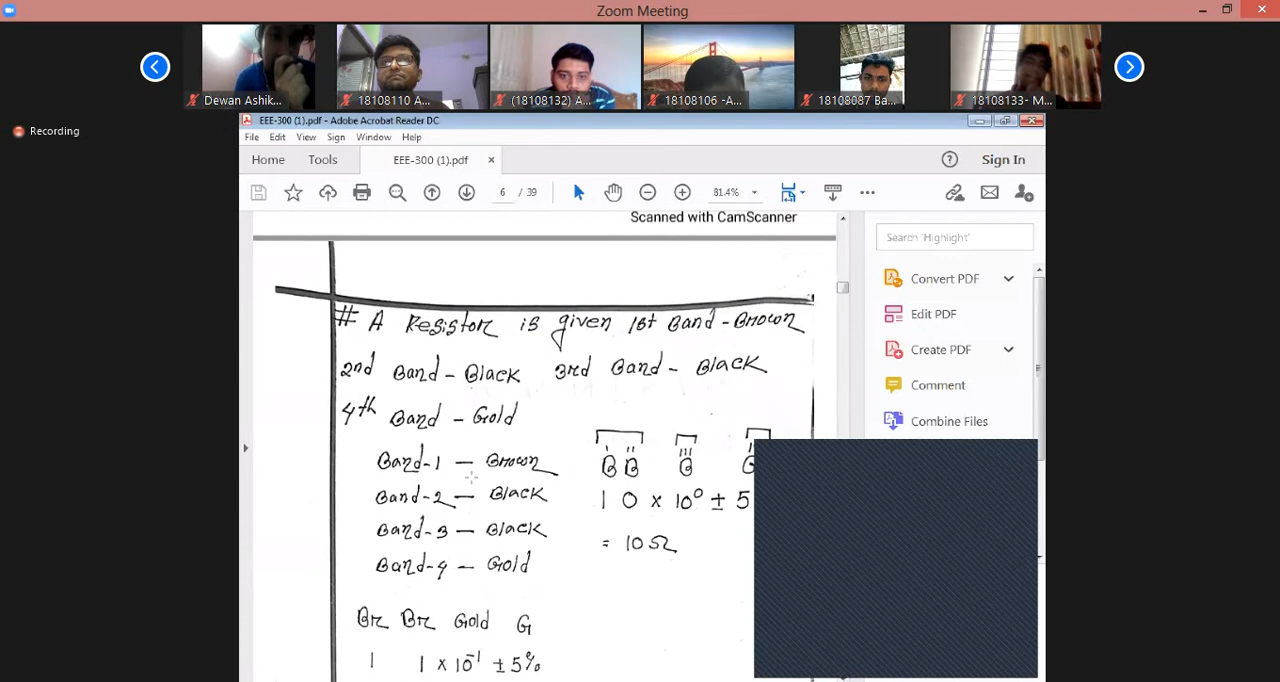 Zoom Meeting
Dewan Ashik...
18108110 A...
(18108132) A...
18108106 -A...
18108087 Ba...
18108133- M...
Recording
EEE-300 (1).pdf - Adobe Acrobat Reader DC
File Edit View Sign Window Help
Home Tools EEE-300 (1).pdf × Sign In
6 / 39 81.4%
Scanned with CamScanner
Search 'Highlight'
Convert PDF
Edit PDF
Create PDF
Comment
Combine Files
# A Resistor is given 1st Band - Brown
2nd Band - Black 3rd Band - Black
4th Band - Gold
Band-1 — Brown
Band-2 — Black
Band-3 — Black
Band-4 — Gold
B B B G
1 0 × 10⁰ ± 5
= 10Ω
Br Br Gold G
1 1 × 10⁻¹ ± 5%